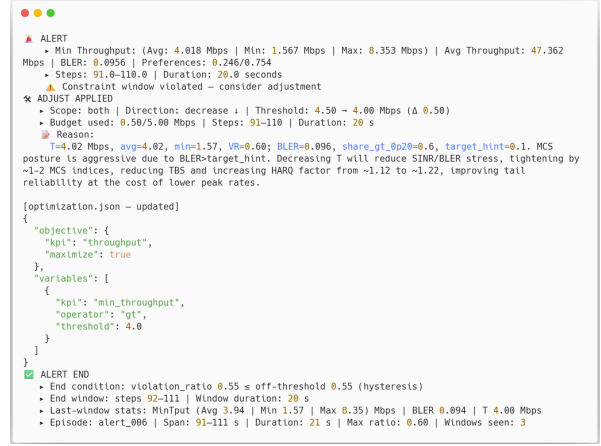 🚨 ALERT
▸ Min Throughput: (Avg: 4.018 Mbps | Min: 1.567 Mbps | Max: 8.353 Mbps) | Avg Throughput: 47.362
Mbps | BLER: 0.0956 | Preferences: 0.246/0.754
▸ Steps: 91.0–110.0 | Duration: 20.0 seconds
⚠️ Constraint window violated — consider adjustment
🛠 ADJUST APPLIED
▸ Scope: both | Direction: decrease ↓ | Threshold: 4.50 → 4.00 Mbps (Δ 0.50)
▸ Budget used: 0.50/5.00 Mbps | Steps: 91–110 | Duration: 20 s
📝 Reason:
T=4.02 Mbps, avg=4.02, min=1.57, VR=0.60; BLER=0.096, share_gt_0p20=0.6, target_hint=0.1. MCS
posture is aggressive due to BLER>target_hint. Decreasing T will reduce SINR/BLER stress, tightening by
~1–2 MCS indices, reducing TBS and increasing HARQ factor from ~1.12 to ~1.22, improving tail
reliability at the cost of lower peak rates.
[optimization.json — updated]
{
"objective": {
"kpi": "throughput",
"maximize": true
},
"variables": [
{
"kpi": "min_throughput",
"operator": "gt",
"threshold": 4.0
}
]
}
✅ ALERT END
▸ End condition: violation_ratio 0.55 ≤ off-threshold 0.55 (hysteresis)
▸ End window: steps 92–111 | Window duration: 20 s
▸ Last-window stats: MinTput (Avg 3.94 | Min 1.57 | Max 8.35) Mbps | BLER 0.094 | T 4.00 Mbps
▸ Episode: alert_006 | Span: 91–111 s | Duration: 21 s | Max ratio: 0.60 | Windows seen: 3